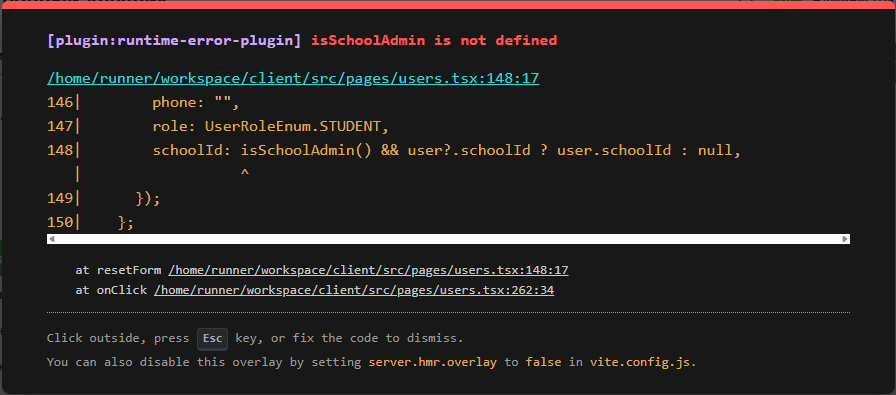 [plugin:runtime-error-plugin] isSchoolAdmin is not defined
/home/runner/workspace/client/src/pages/users.tsx:148:17
146|        phone: "",
147|        role: UserRoleEnum.STUDENT,
148|        schoolId: isSchoolAdmin() && user?.schoolId ? user.schoolId : null,
   |                  ^
149|      });
150|    };
at resetForm /home/runner/workspace/client/src/pages/users.tsx:148:17
at onClick /home/runner/workspace/client/src/pages/users.tsx:262:34
Click outside, press Esc key, or fix the code to dismiss.
You can also disable this overlay by setting server.hmr.overlay to false in vite.config.js.